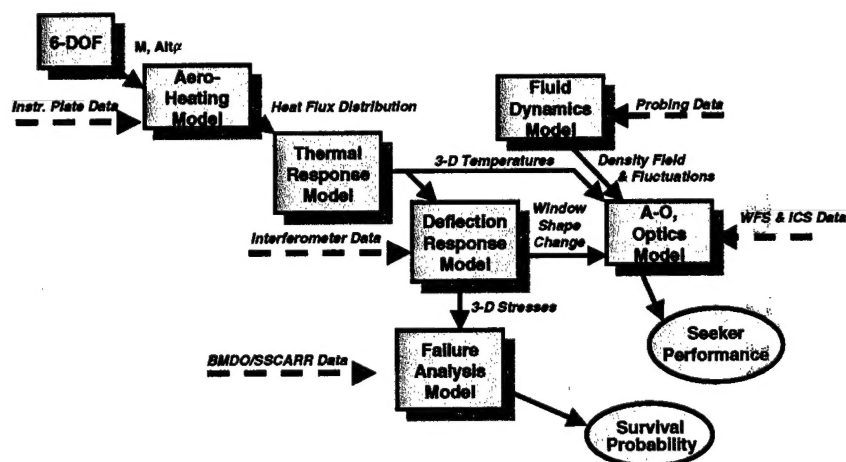 6-DOF
M, Altα
Aero-
Heating
Model
Instr. Plate Data
Heat Flux Distribution
Fluid
Dynamics
Model
Probing Data
Thermal
Response
Model
3-D Temperatures
Density Field
& Fluctuations
Deflection
Response
Model
Window
Shape
Change
A-O,
Optics
Model
WFS & ICS Data
Interferometer Data
3-D Stresses
Seeker
Performance
BMDO/SSCARR Data
Failure
Analysis
Model
Survival
Probability